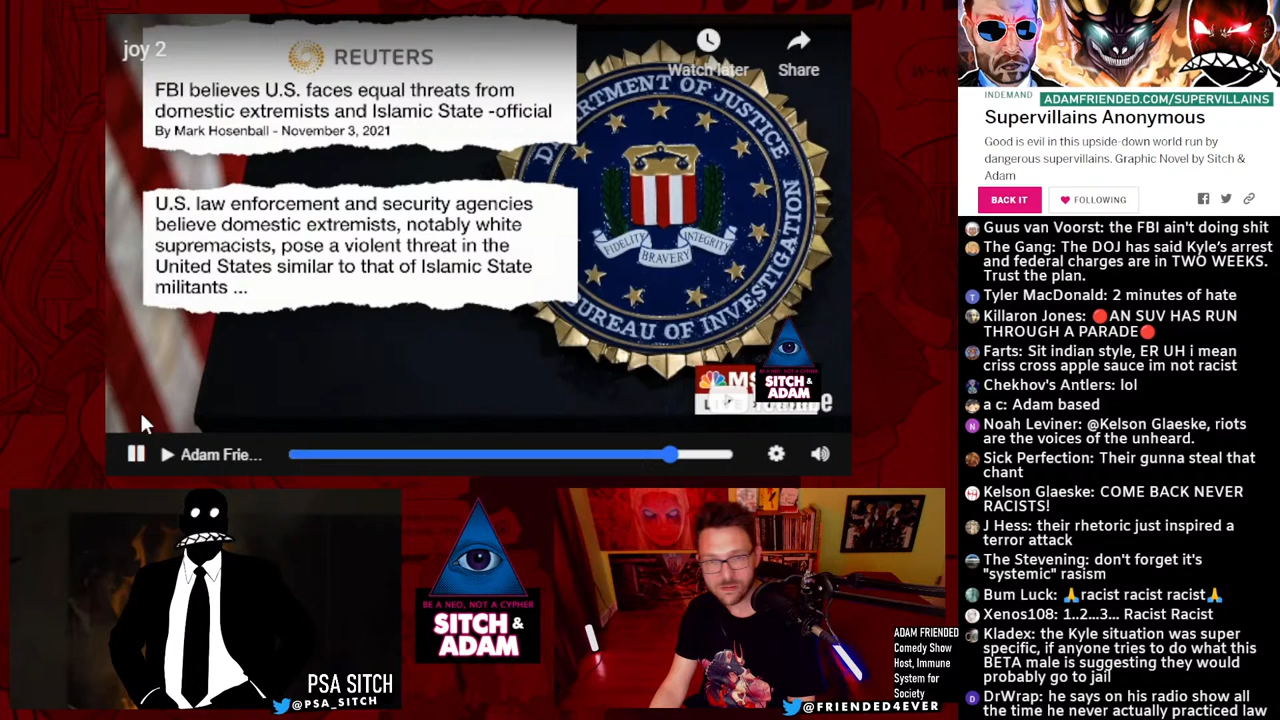 joy 2
REUTERS
Watch later
Share
FBI believes U.S. faces equal threats from
domestic extremists and Islamic State -official
By Mark Hosenball - November 3, 2021
U.S. law enforcement and security agencies
believe domestic extremists, notably white
supremacists, pose a violent threat in the
United States similar to that of Islamic State
militants ...
DEPARTMENT OF JUSTICE
FIDELITY
BRAVERY
INTEGRITY
BUREAU OF INVESTIGATION
BE A NEO, NOT A CYPHER
SITCH &
ADAM
Adam Frie...
BE A NEO, NOT A CYPHER
SITCH &
ADAM
PSA SITCH
@PSA_SITCH
ADAM FRIENDED
Comedy Show
Host, Immune
System for
Society
@FRIENDED4EVER
INDEMAND
ADAMFRIENDED.COM/SUPERVILLAINS
Supervillains Anonymous
Good is evil in this upside-down world run by
dangerous supervillains. Graphic Novel by Sitch &
Adam
BACK IT
FOLLOWING
Guus van Voorst: the FBI ain't doing shit
The Gang: The DOJ has said Kyle's arrest
and federal charges are in TWO WEEKS.
Trust the plan.
Tyler MacDonald: 2 minutes of hate
Killaron Jones: 🔴AN SUV HAS RUN
THROUGH A PARADE🔴
Farts: Sit indian style, ER UH i mean
criss cross apple sauce im not racist
Chekhov's Antlers: lol
a c: Adam based
Noah Leviner: @Kelson Glaeske, riots
are the voices of the unheard.
Sick Perfection: Their gunna steal that
chant
Kelson Glaeske: COME BACK NEVER
RACISTS!
J Hess: their rhetoric just inspired a
terror attack
The Stevening: don't forget it's
"systemic" rasism
Bum Luck: 🙏racist racist racist🙏
Xenos108: 1..2...3... Racist Racist
Kladex: the Kyle situation was super
specific, if anyone tries to do what this
BETA male is suggesting they would
probably go to jail
DrWrap: he says on his radio show all
the time he never actually practiced law